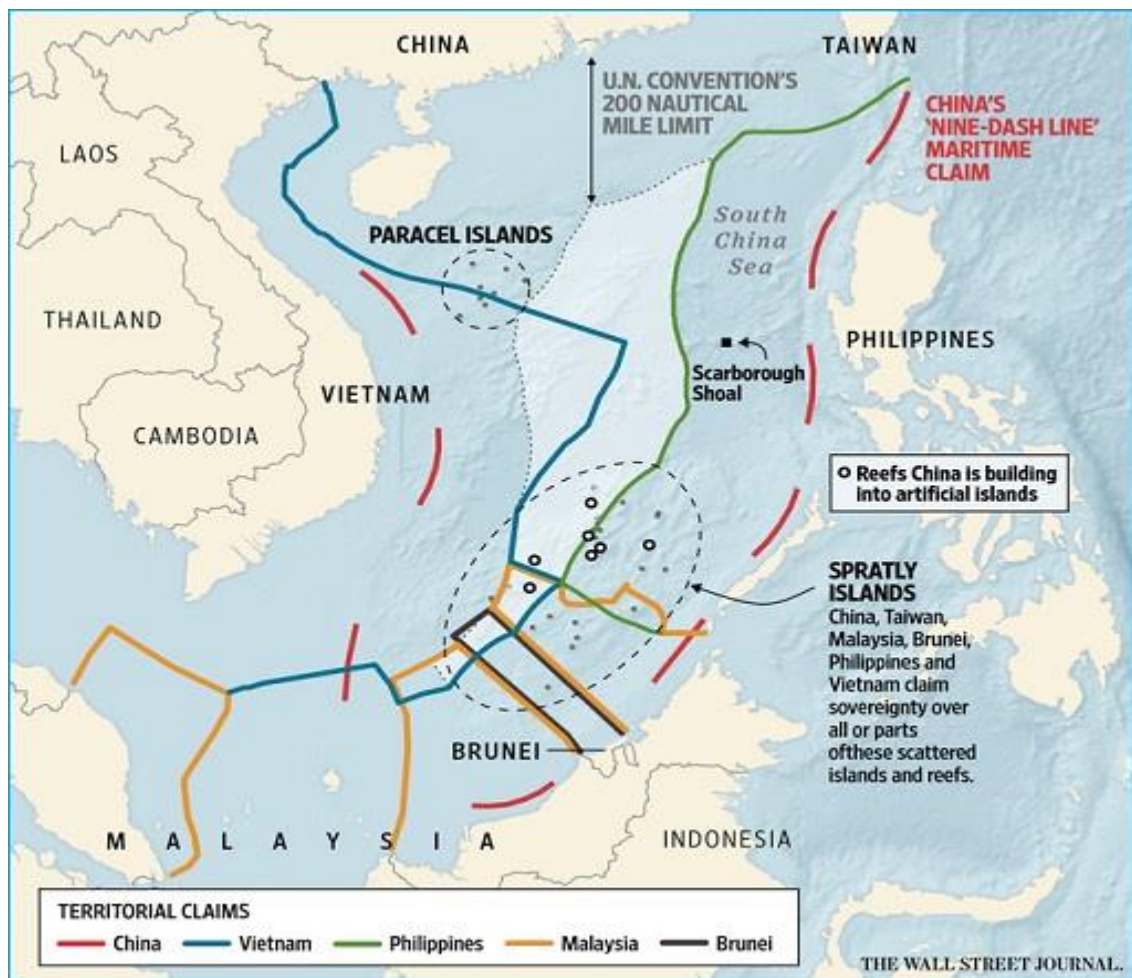 CHINA
TAIWAN
U.N. CONVENTION'S
200 NAUTICAL
MILE LIMIT
CHINA'S
'NINE-DASH LINE'
MARITIME
CLAIM
LAOS
PARACEL ISLANDS
South
China
Sea
THAILAND
PHILIPPINES
Scarborough
Shoal
VIETNAM
CAMBODIA
Reefs China is building
into artificial islands
SPRATLY
ISLANDS
China, Taiwan,
Malaysia, Brunei,
Philippines and
Vietnam claim
sovereignty over
all or parts
ofthese scattered
islands and reefs.
BRUNEI
MALAYSIA
INDONESIA
TERRITORIAL CLAIMS
China Vietnam Philippines Malaysia Brunei
THE WALL STREET JOURNAL.